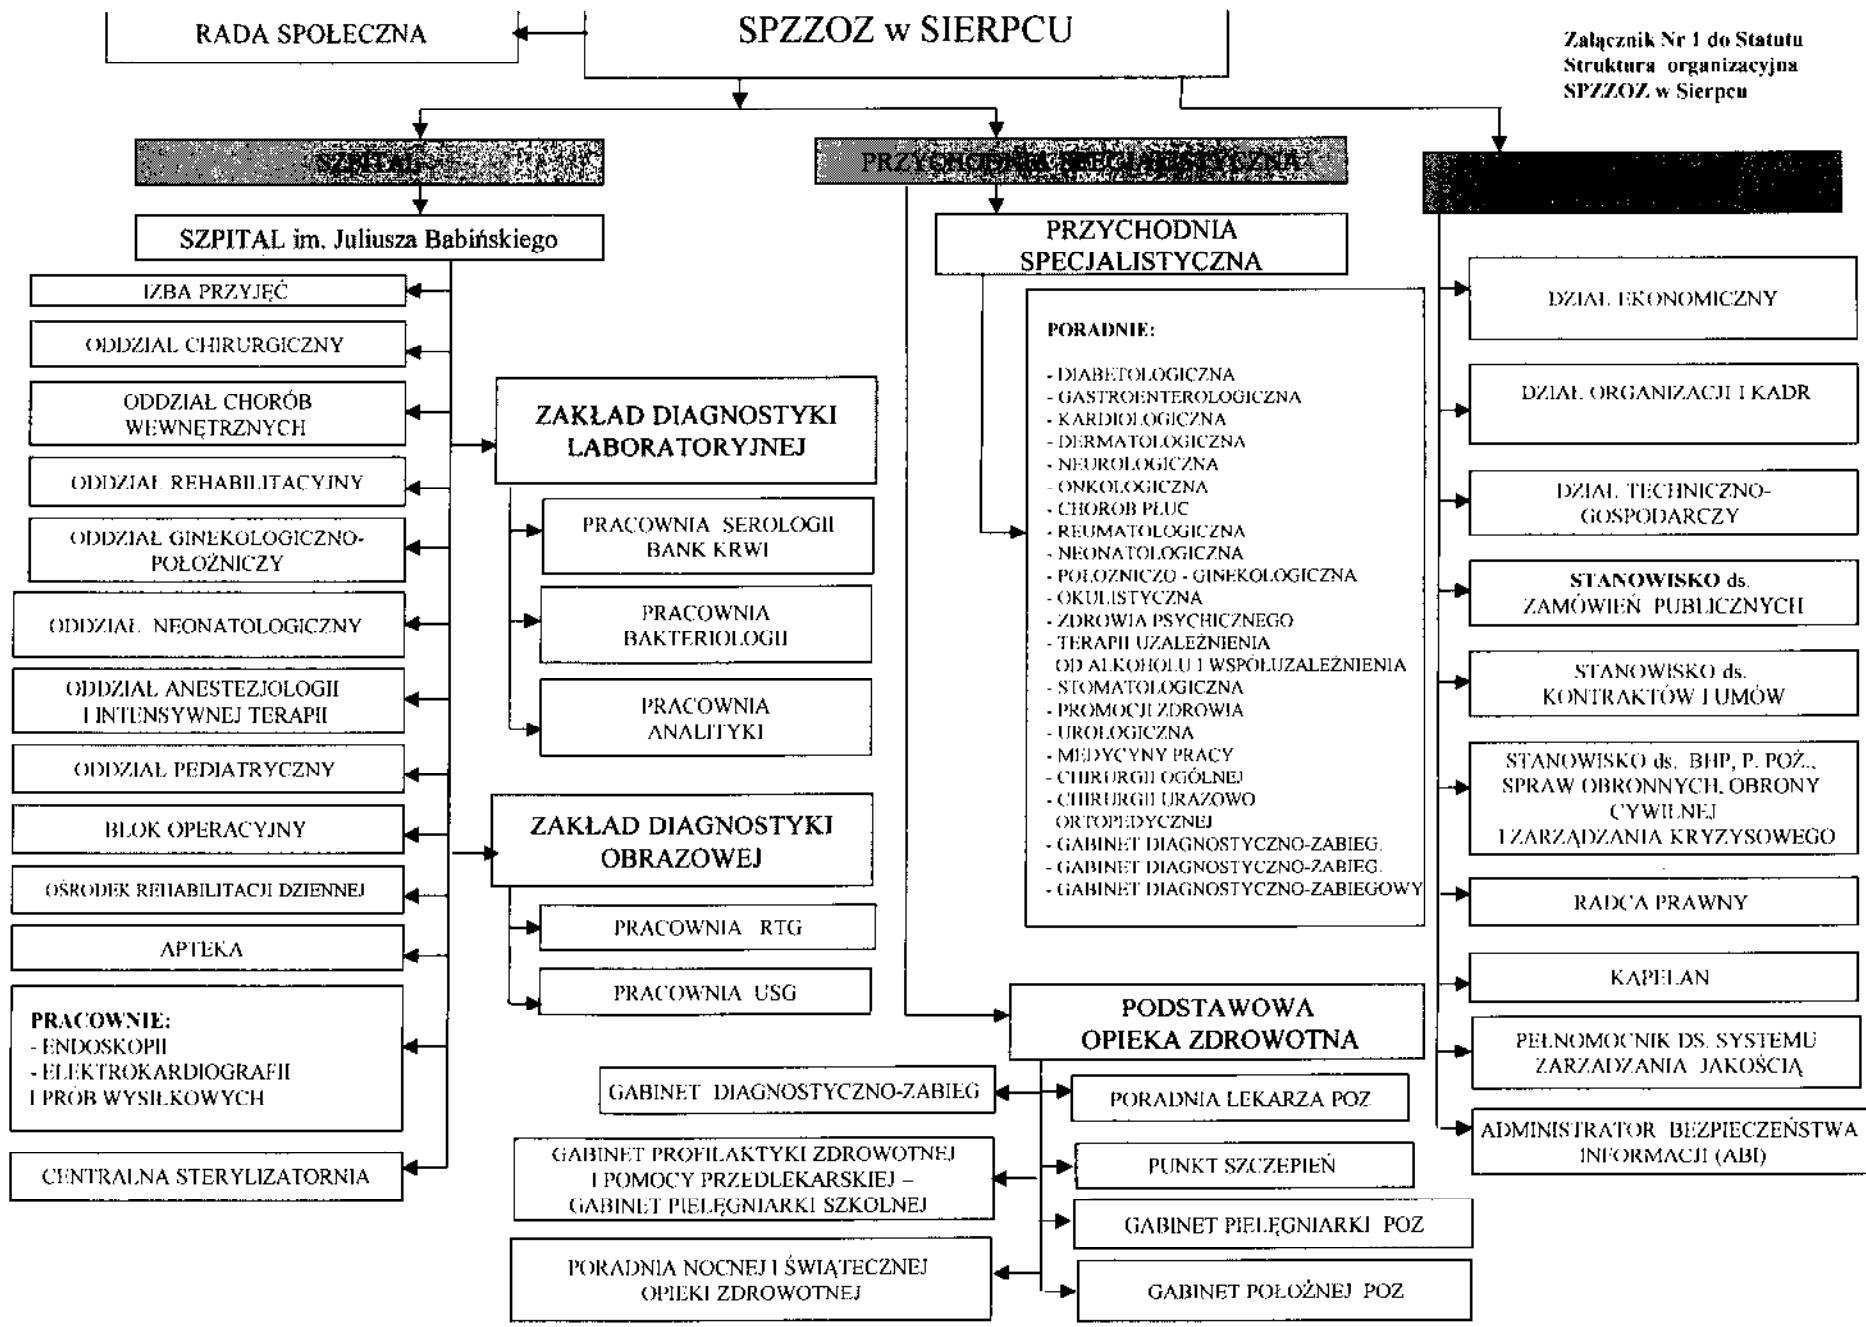 RADA SPOŁECZNA
SPZZOZ w SIERPCU
Załącznik Nr 1 do Statutu
Struktura organizacyjna
SPZZOZ w Sierpcu
SZPITAL
PRZYCHODNIA SPECJALISTYCZNA
SZPITAL im. Juliusza Babińskiego
IZBA PRZYJĘĆ
ODDZIAŁ CHIRURGICZNY
ODDZIAŁ CHORÓB
WEWNĘTRZNYCH
ODDZIAŁ REHABILITACYJNY
ODDZIAŁ GINEKOLOGICZNO-
POŁOŻNICZY
ODDZIAŁ NEONATOLOGICZNY
ODDZIAŁ ANESTEZJOLOGII
I INTENSYWNEJ TERAPII
ODDZIAŁ PEDIATRYCZNY
BLOK OPERACYJNY
OŚRODEK REHABILITACJI DZIENNEJ
APTEKA
PRACOWNIE:
- ENDOSKOPII
- ELEKTROKARDIOGRAFII
I PRÓB WYSIŁKOWYCH
CENTRALNA STERYLIZATORNIA
ZAKŁAD DIAGNOSTYKI
LABORATORYJNEJ
PRACOWNIA SEROLOGII
BANK KRWI
PRACOWNIA
BAKTERIOLOGII
PRACOWNIA
ANALITYKI
ZAKŁAD DIAGNOSTYKI
OBRAZOWEJ
PRACOWNIA RTG
PRACOWNIA USG
PRZYCHODNIA
SPECJALISTYCZNA
PORADNIE:
- DIABETOLOGICZNA
- GASTROENTEROLOGICZNA
- KARDIOLOGICZNA
- DERMATOLOGICZNA
- NEUROLOGICZNA
- ONKOLOGICZNA
- CHORÓB PŁUC
- REUMATOLOGICZNA
- NEONATOLOGICZNA
- POŁOŻNICZO - GINEKOLOGICZNA
- OKULISTYCZNA
- ZDROWIA PSYCHICZNEGO
- TERAPII UZALEŻNIENIA
OD ALKOHOLU I WSPÓŁUZALEŻNIENIA
- STOMATOLOGICZNA
- PROMOCJI ZDROWIA
- UROLOGICZNA
- MEDYCYNY PRACY
- CHIRURGII OGÓLNEJ
- CHIRURGII URAZOWO
ORTOPEDYCZNEJ
- GABINET DIAGNOSTYCZNO-ZABIEG.
- GABINET DIAGNOSTYCZNO-ZABIEG.
- GABINET DIAGNOSTYCZNO-ZABIEGOWY
PODSTAWOWA
OPIEKA ZDROWOTNA
GABINET DIAGNOSTYCZNO-ZABIEG
GABINET PROFILAKTYKI ZDROWOTNEJ
I POMOCY PRZEDLEKARSKIEJ –
GABINET PIELĘGNIARKI SZKOLNEJ
PORADNIA NOCNEJ I ŚWIĄTECZNEJ
OPIEKI ZDROWOTNEJ
PORADNIA LEKARZA POZ
PUNKT SZCZEPIEŃ
GABINET PIELĘGNIARKI POZ
GABINET POŁOŻNEJ POZ
DZIAŁ EKONOMICZNY
DZIAŁ ORGANIZACJI I KADR
DZIAŁ TECHNICZNO-
GOSPODARCZY
STANOWISKO ds.
ZAMÓWIEŃ PUBLICZNYCH
STANOWISKO ds.
KONTRAKTÓW I UMÓW
STANOWISKO ds. BHP, P. POŻ.,
SPRAW OBRONNYCH, OBRONY
CYWILNEJ
I ZARZĄDZANIA KRYZYSOWEGO
RADCA PRAWNY
KAPELAN
PEŁNOMOCNIK DS. SYSTEMU
ZARZADZANIA JAKOŚCIĄ
ADMINISTRATOR BEZPIECZEŃSTWA
INFORMACJI (ABI)